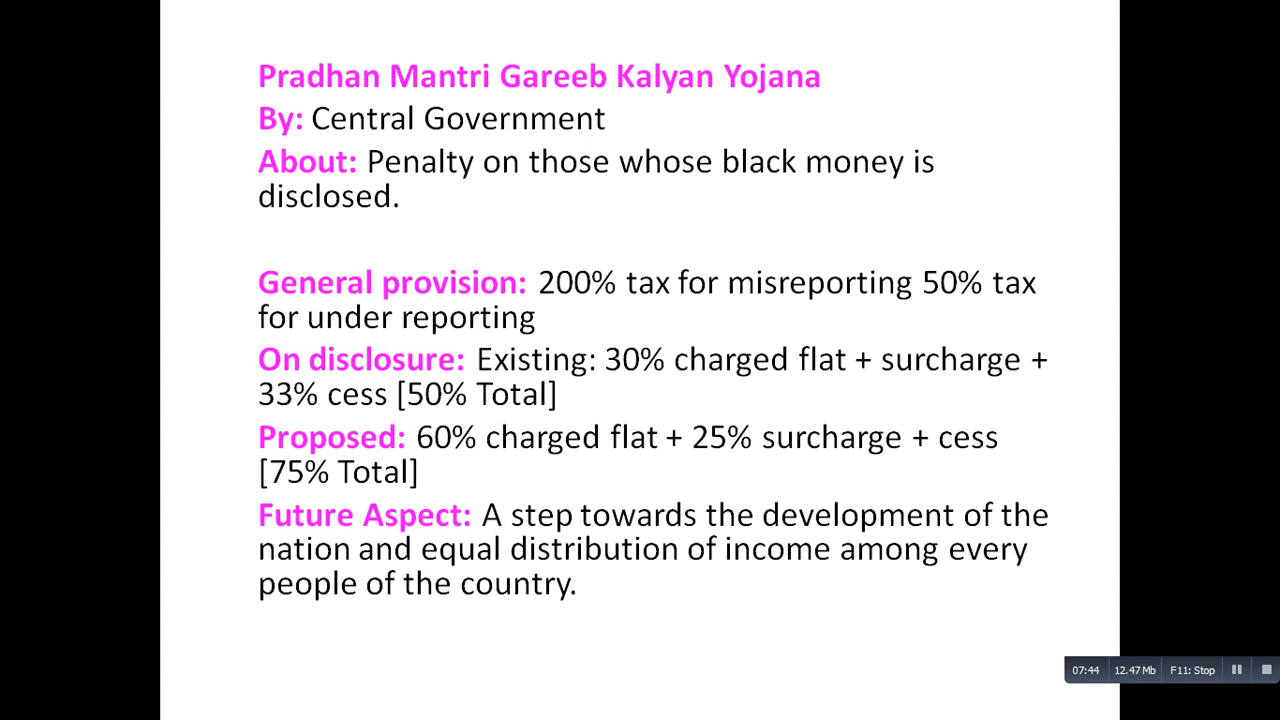 Pradhan Mantri Gareeb Kalyan Yojana
By: Central Government
About: Penalty on those whose black money is
disclosed.
General provision: 200% tax for misreporting 50% tax
for under reporting
On disclosure: Existing: 30% charged flat + surcharge +
33% cess [50% Total]
Proposed: 60% charged flat + 25% surcharge + cess
[75% Total]
Future Aspect: A step towards the development of the
nation and equal distribution of income among every
people of the country.
07:44 12.47 Mb F11: Stop